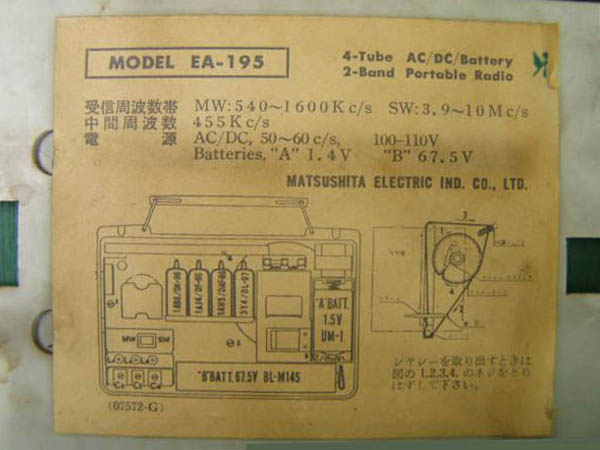 MODEL EA-195
4-Tube AC/DC/Battery
2-Band Portable Radio
受信周波数帯 MW:540~1600Kc/s SW:3.9~10Mc/s
中間周波数 455Kc/s
電源 AC/DC, 50~60c/s, 100-110V
Batteries, "A" 1.4V "B" 67.5V
MATSUSHITA ELECTRIC IND. CO., LTD.
"A" BATT.
1.5V
UM-1
MW SW
"B" BATT. 67.5V BL-M145
(07572-G)
シャシーを取り出すときは
図の1,2,3,4.のネジをとり
はずして下さい。